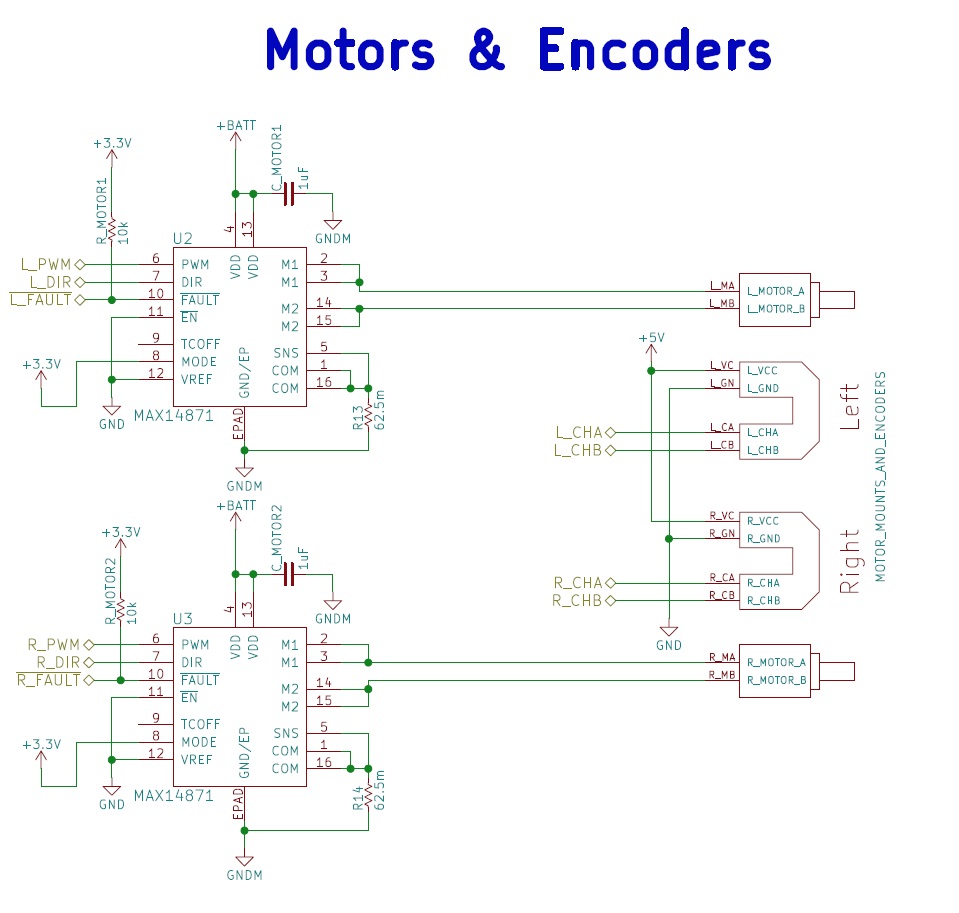 Motors & Encoders
+BATT
C_MOTOR1
1uF
+3.3V
R_MOTOR1
10k
GNDM
4
13
U2
L_PWM 6 PWM VDD VDD M1 2
L_DIR 7 DIR M1 3
L_FAULT 10 FAULT M2 14
11 EN M2 15
9 TCOFF SNS 5
+3.3V 8 MODE GND/EP COM 1
12 VREF COM 16
GND
MAX14871
EPAD
R13
62.5m
GNDM
L_MA L_MOTOR_A
L_MB L_MOTOR_B
+5V
L_VC L_VCC
L_GN L_GND
L_CHA L_CA L_CHA
L_CHB L_CB L_CHB
Left
MOTOR_MOUNTS_AND_ENCODERS
R_VC R_VCC
R_GN R_GND
R_CHA R_CA R_CHA
R_CHB R_CB R_CHB
Right
GND
+BATT
C_MOTOR2
1uF
+3.3V
R_MOTOR2
10k
GNDM
4
13
U3
R_PWM 6 PWM VDD VDD M1 2
R_DIR 7 DIR M1 3
R_FAULT 10 FAULT M2 14
11 EN M2 15
9 TCOFF SNS 5
+3.3V 8 MODE GND/EP COM 1
12 VREF COM 16
GND
MAX14871
EPAD
R14
62.5m
GNDM
R_MA R_MOTOR_A
R_MB R_MOTOR_B